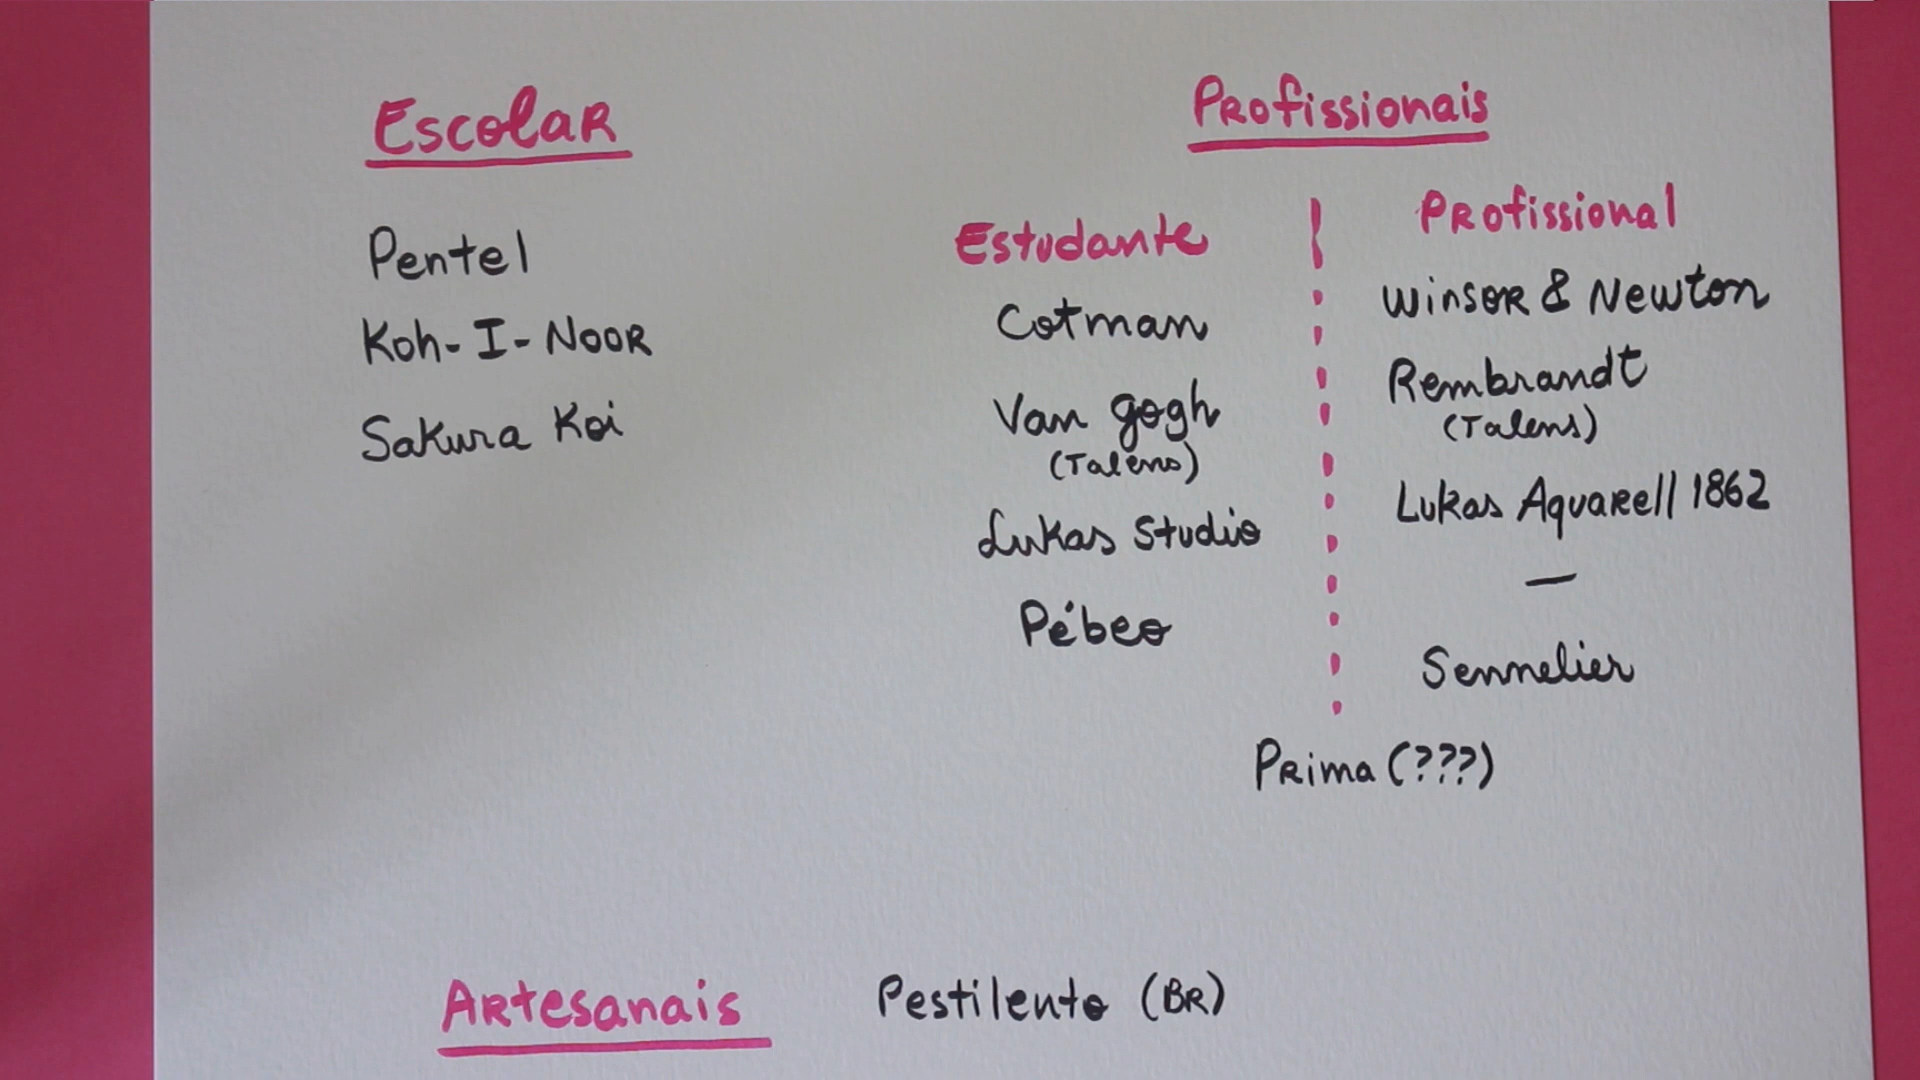 Escolar
Pentel
Koh-I-Noor
Sakura Koi
Profissionais
Estudante
Cotman
Van gogh
(Talens)
Lukas Studio
Pébeo
Profissional
Winsor & Newton
Rembrandt
(Talens)
Lukas Aquarell 1862
—
Sennelier
Prima (???)
Artesanais
Pestilento (BR)